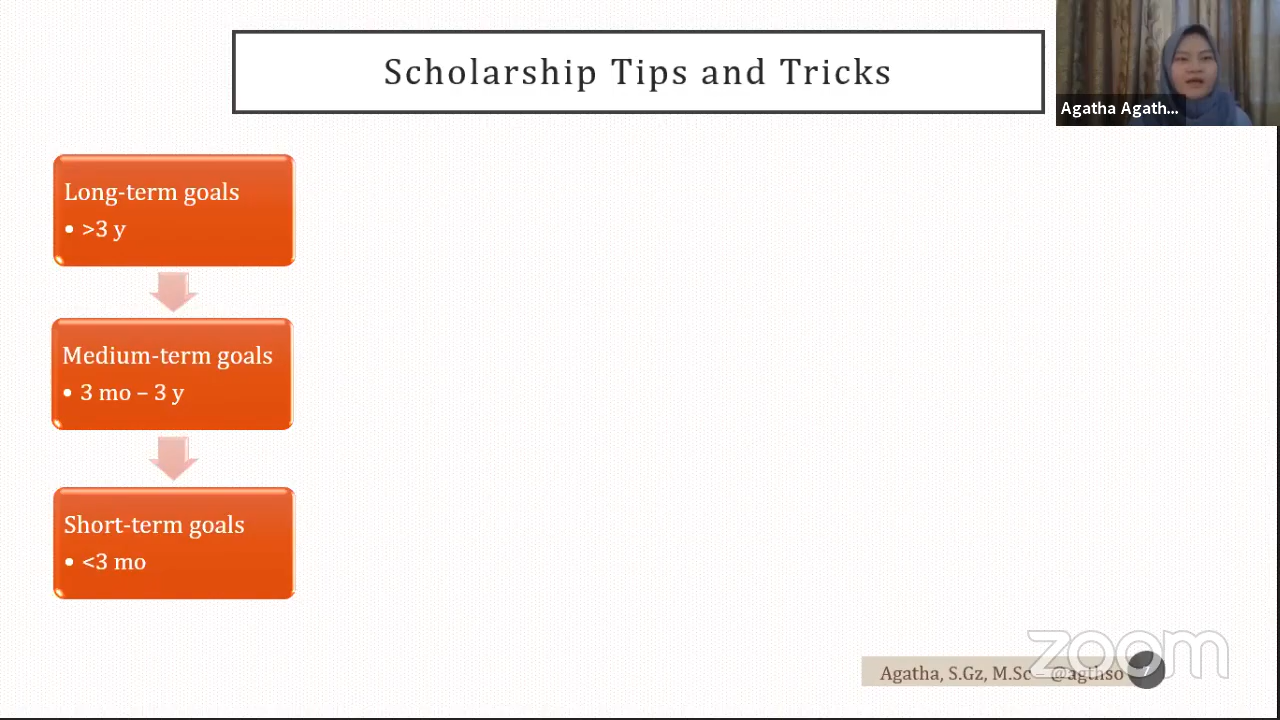 Scholarship Tips and Tricks
Agatha Agath...
Long-term goals
• >3 y
Medium-term goals
• 3 mo – 3 y
Short-term goals
• <3 mo
Agatha, S.Gz, M.Sc – @agthso
7
zoom